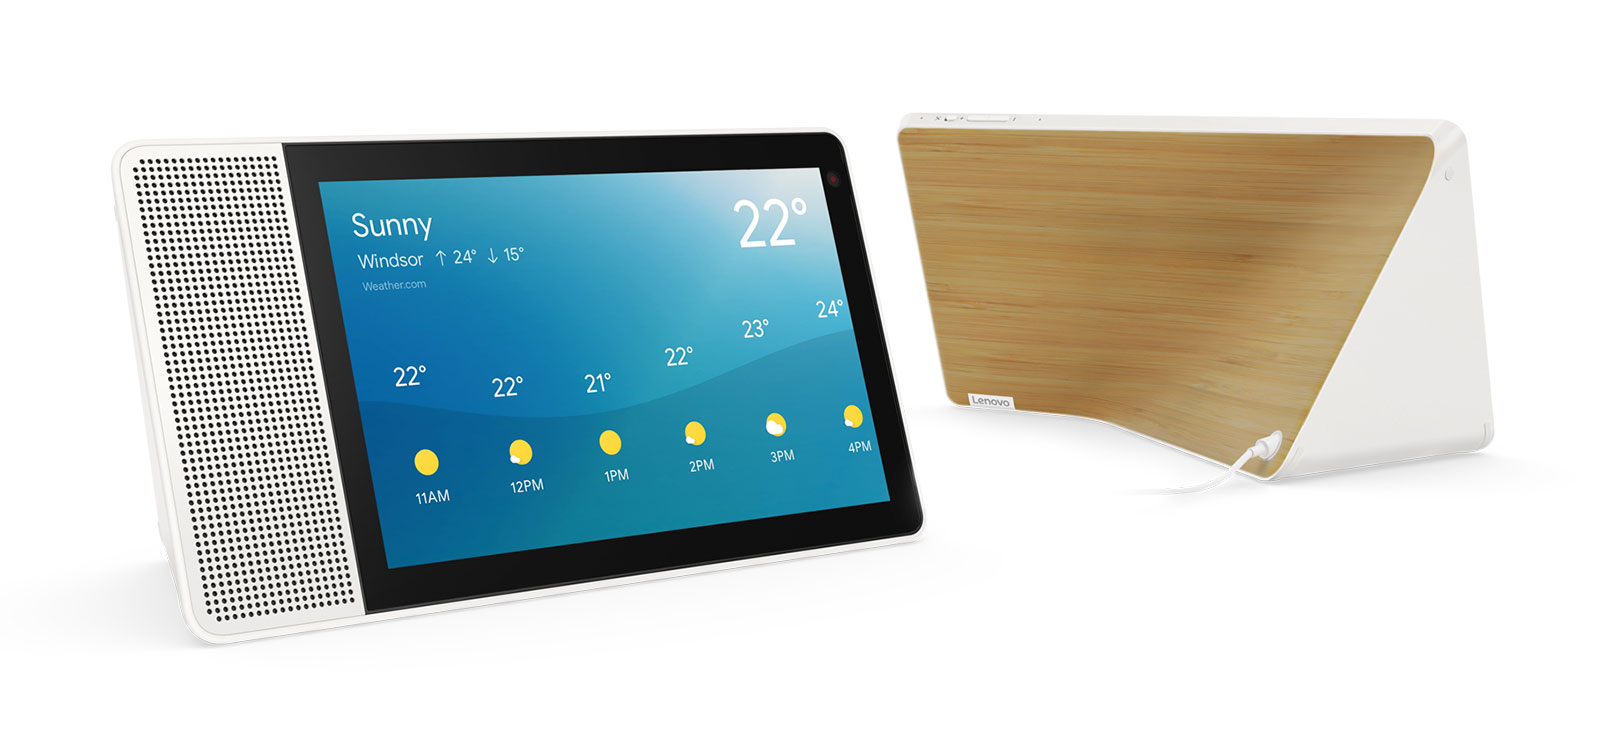 Sunny
22°
Windsor ↑ 24° ↓ 15°
Weather.com
22° 22° 21° 22° 23° 24°
11AM 12PM 1PM 2PM 3PM 4PM
Lenovo